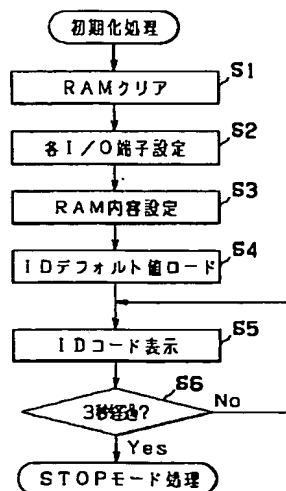 初期化処理
RAMクリア
S1
各I/O端子設定
S2
RAM内容設定
S3
IDデフォルト値ロード
S4
IDコード表示
S5
3秒経過?
S6
No
Yes
STOPモード処理